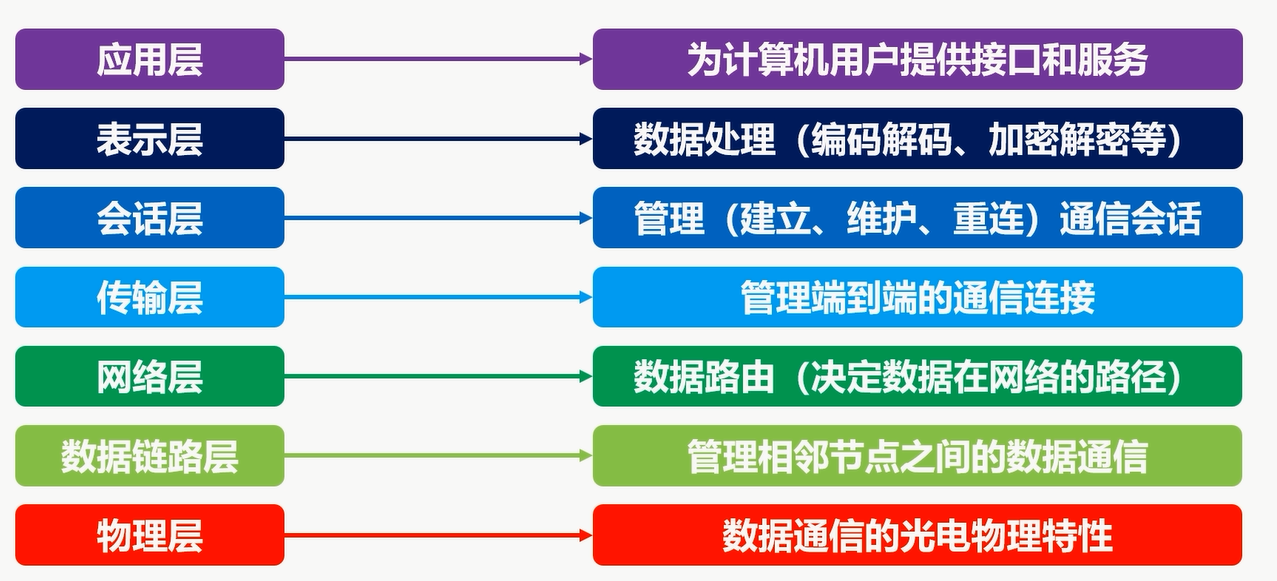 应用层
为计算机用户提供接口和服务
表示层
数据处理（编码解码、加密解密等）
会话层
管理（建立、维护、重连）通信会话
传输层
管理端到端的通信连接
网络层
数据路由（决定数据在网络的路径）
数据链路层
管理相邻节点之间的数据通信
物理层
数据通信的光电物理特性